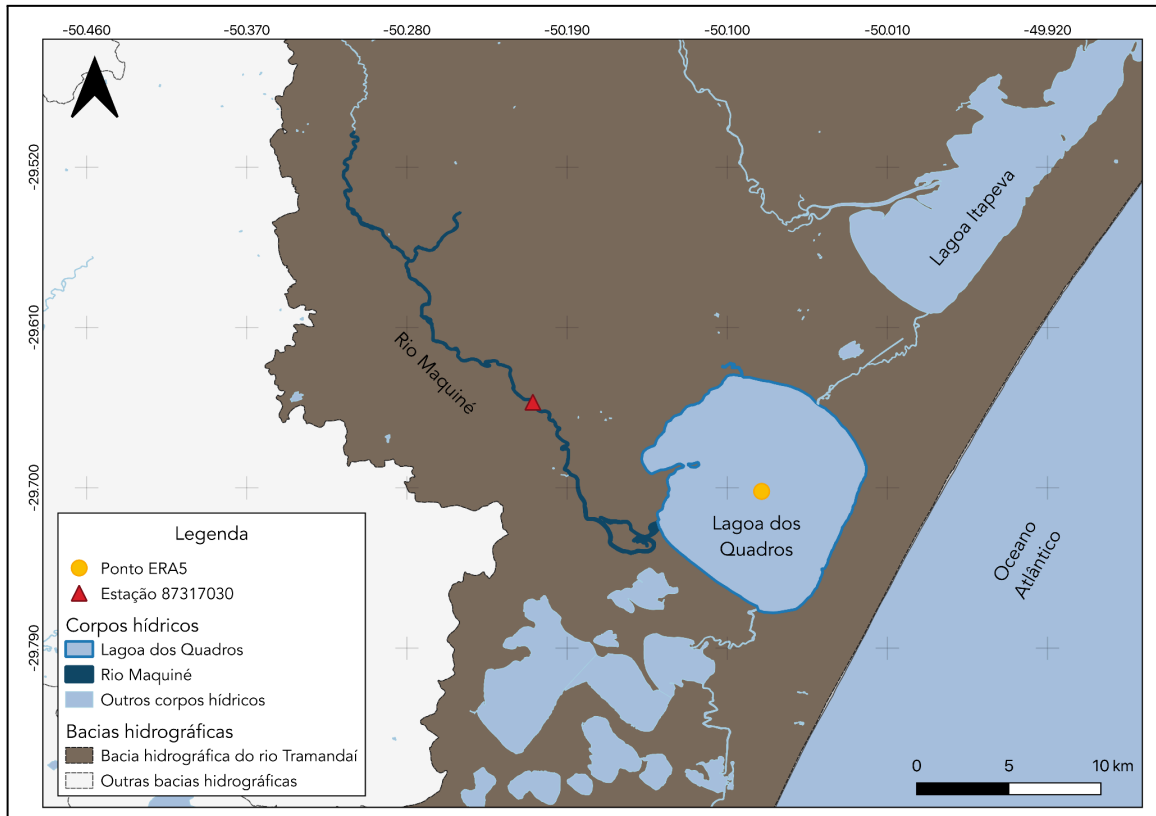 -50.460 -50.370 -50.280 -50.190 -50.100 -50.010 -49.920
-29.520
-29.610
-29.700
-29.790
Lagoa Itapeva
Rio Maquiné
Lagoa dos
Quadros
Oceano
Atlântico
Legenda
Ponto ERA5
Estação 87317030
Corpos hídricos
Lagoa dos Quadros
Rio Maquiné
Outros corpos hídricos
Bacias hidrográficas
Bacia hidrográfica do rio Tramandaí
Outras bacias hidrográficas
0 5 10 km